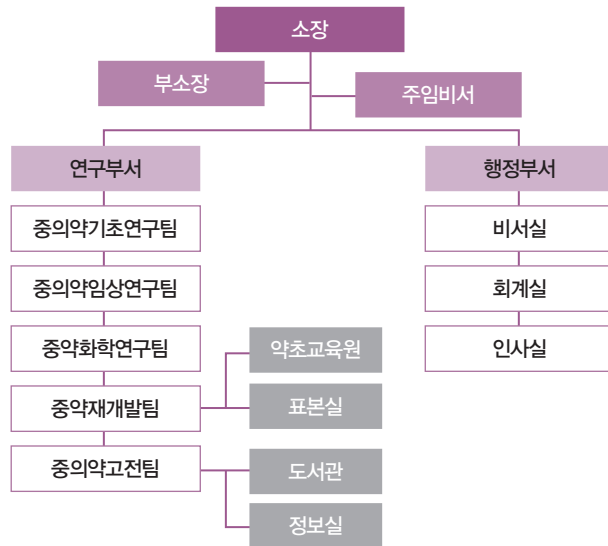 소장
부소장
주임비서
연구부서
행정부서
중의약기초연구팀
비서실
중의약임상연구팀
회계실
중약화학연구팀
약초교육원
인사실
중약재개발팀
표본실
중의약고전팀
도서관
정보실